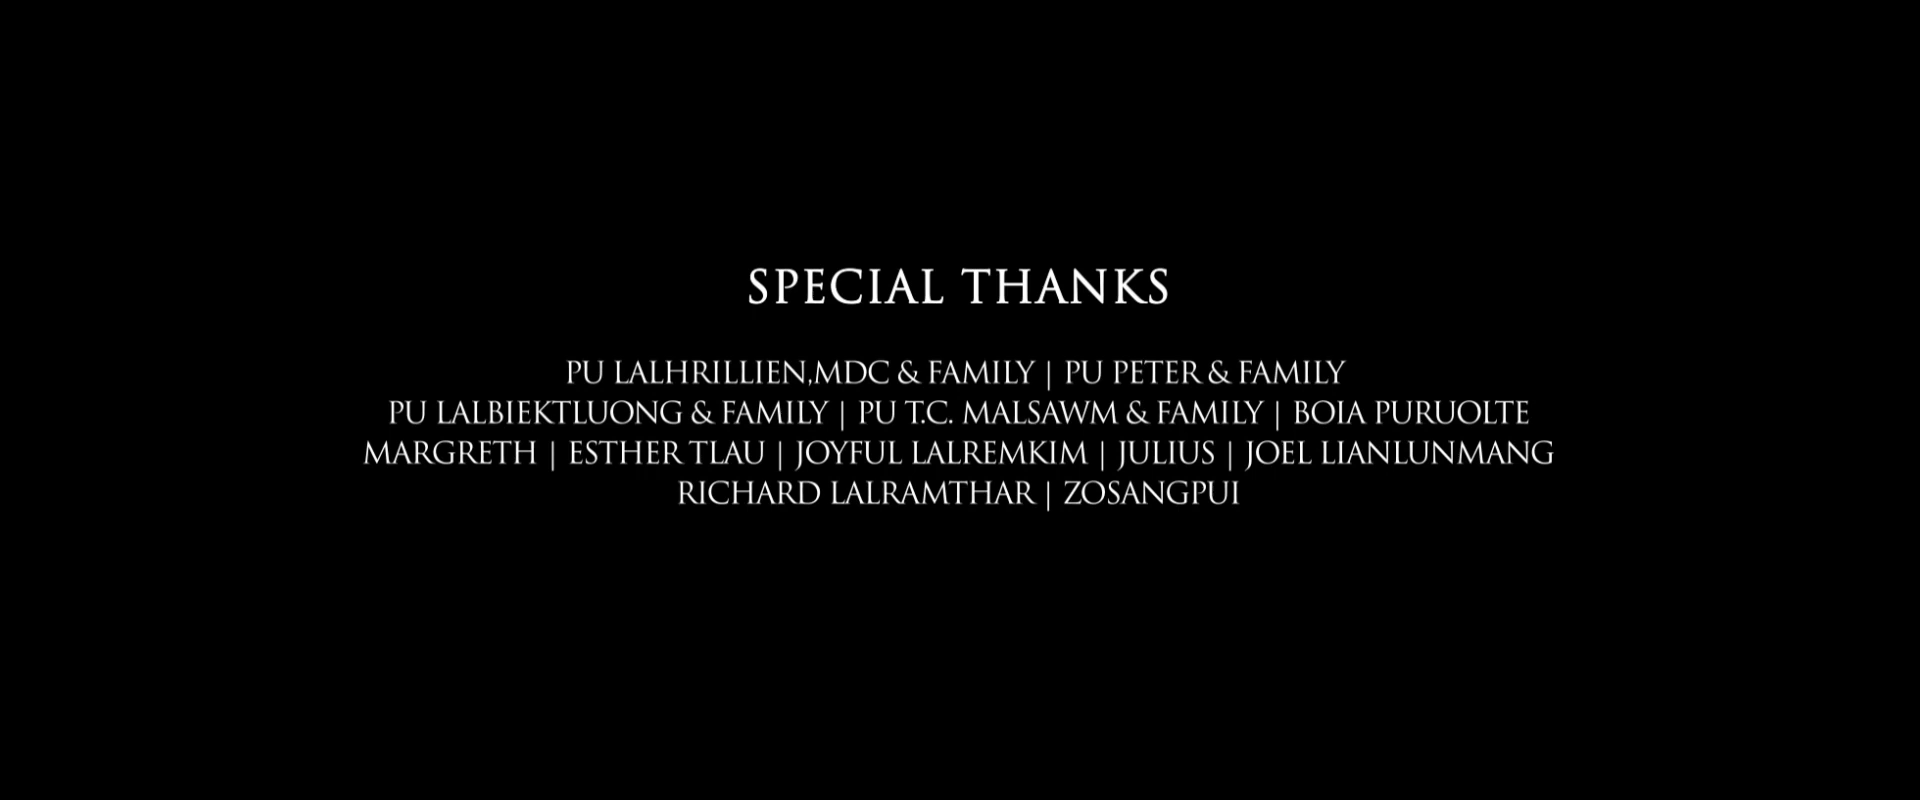 SPECIAL THANKS
PU LALHRILLIEN,MDC & FAMILY | PU PETER & FAMILY
PU LALBIEKTLUONG & FAMILY | PU T.C. MALSAWM & FAMILY | BOIA PURUOLTE
MARGRETH | ESTHER TLAU | JOYFUL LALREMKIM | JULIUS | JOEL LIANLUNMANG
RICHARD LALRAMTHAR | ZOSANGPUI